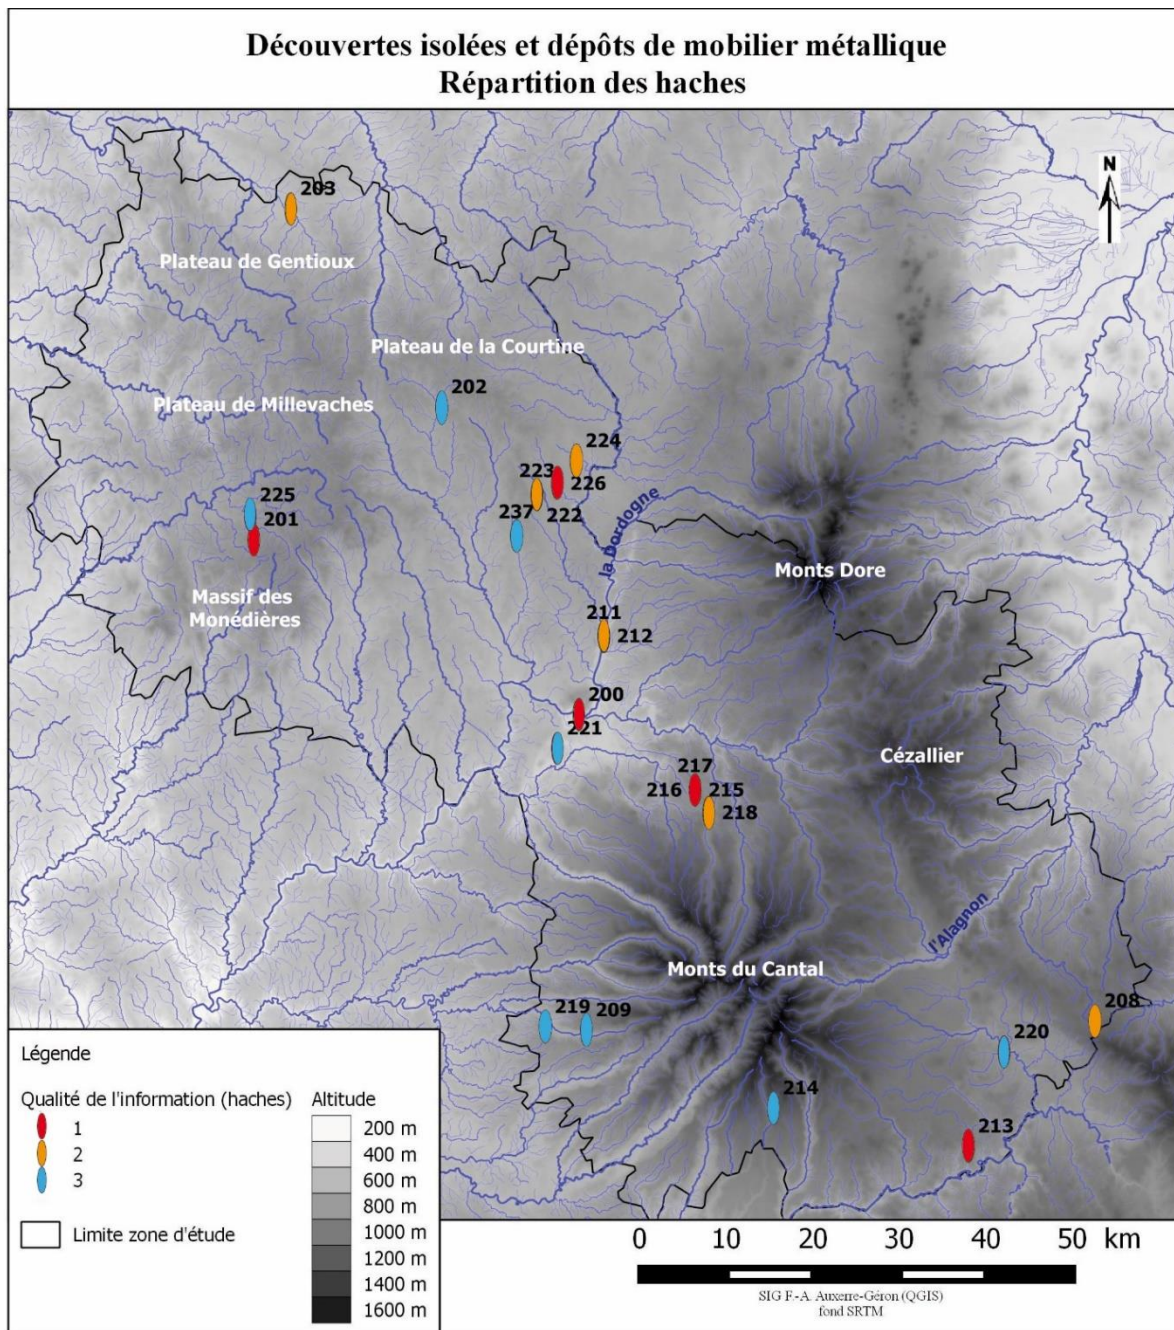 Découvertes isolées et dépôts de mobilier métallique
Répartition des haches
N
203
Plateau de Gentioux
Plateau de la Courtine
202
Plateau de Millevaches
224
223
226
225
222
237
201
la Dordogne
Monts Dore
Massif des
Monédières
211
212
200
221
Cézallier
217
216
215
218
l'Alagnon
Monts du Cantal
219
209
208
220
214
213
Légende
Qualité de l'information (haches)
1
2
3
Limite zone d'étude
Altitude
200 m
400 m
600 m
800 m
1000 m
1200 m
1400 m
1600 m
0 10 20 30 40 50 km
SIG F.-A. Auxerre-Géron (QGIS)
fond SRTM